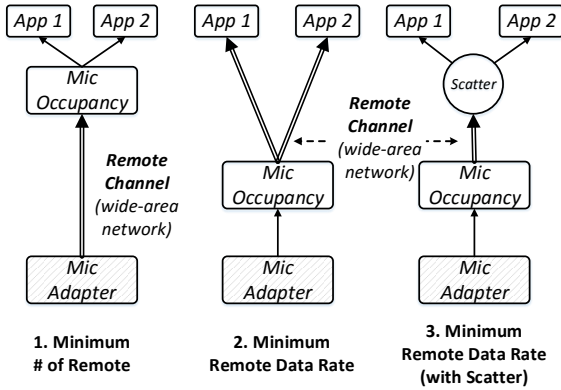 App 1
App 2
Mic
Occupancy
Remote
Channel
(wide-area
network)
Mic
Adapter
1. Minimum
# of Remote
App 1
App 2
Remote
Channel
(wide-area
network)
Mic
Occupancy
Mic
Adapter
2. Minimum
Remote Data Rate
App 1
App 2
Scatter
Mic
Occupancy
Mic
Adapter
3. Minimum
Remote Data Rate
(with Scatter)